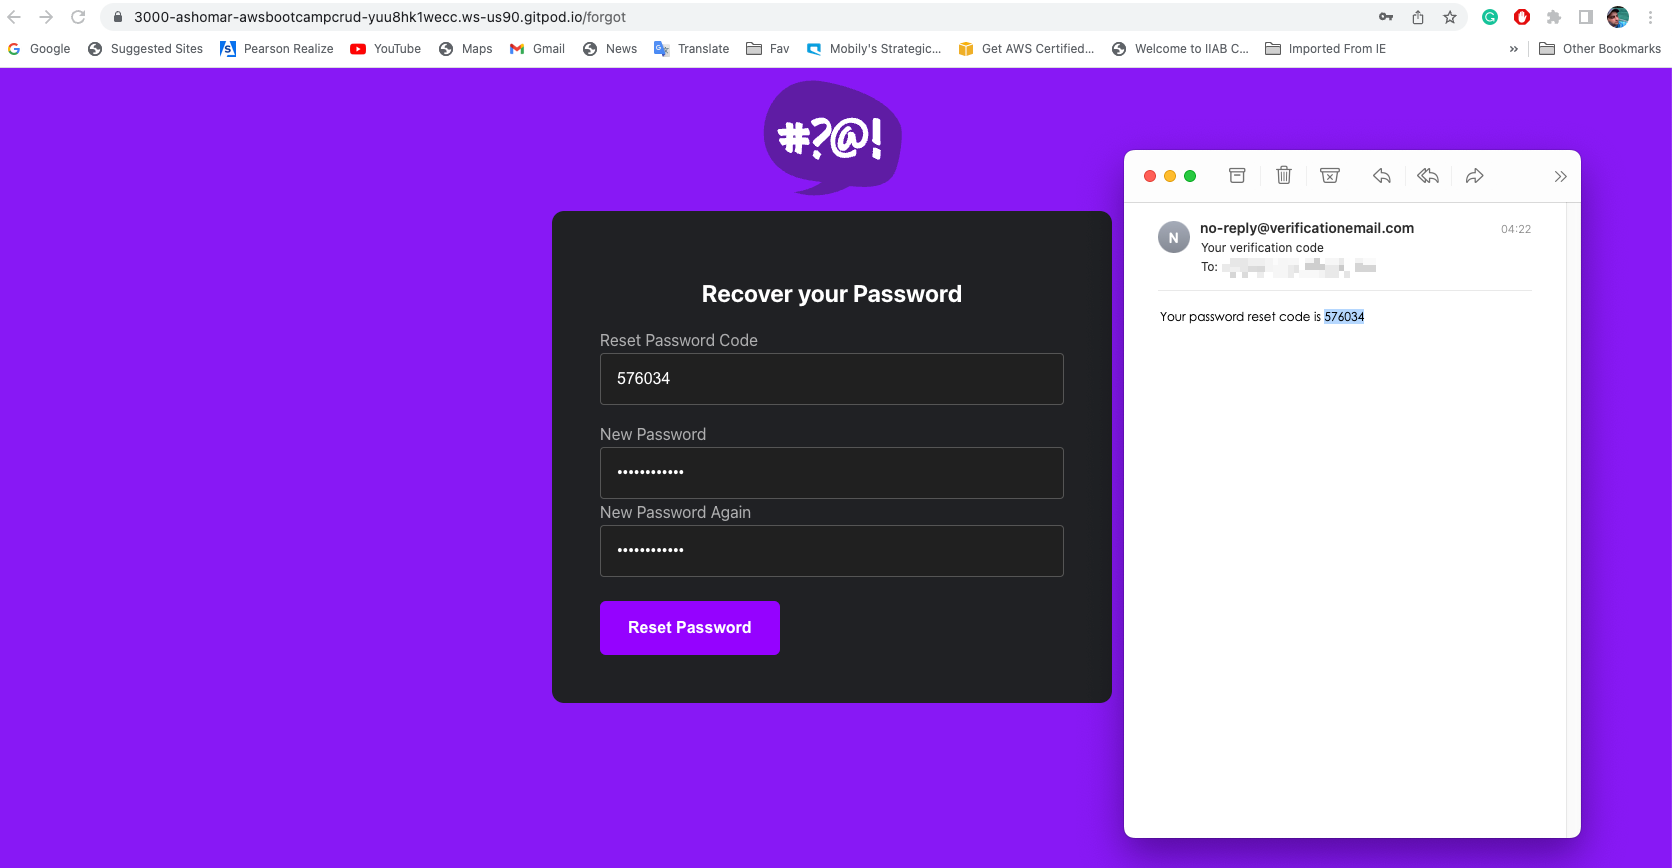 3000-ashomar-awsbootcampcrud-yuu8hk1wecc.ws-us90.gitpod.io/forgot
Google Suggested Sites Pearson Realize YouTube Maps Gmail News Translate Fav Mobily's Strategic... Get AWS Certified... Welcome to IIAB C... Imported From IE » Other Bookmarks
#?@!
Recover your Password
Reset Password Code
576034
New Password
••••••••••••
New Password Again
••••••••••••
Reset Password
N
no-reply@verificationemail.com 04:22
Your verification code
To:
Your password reset code is 576034